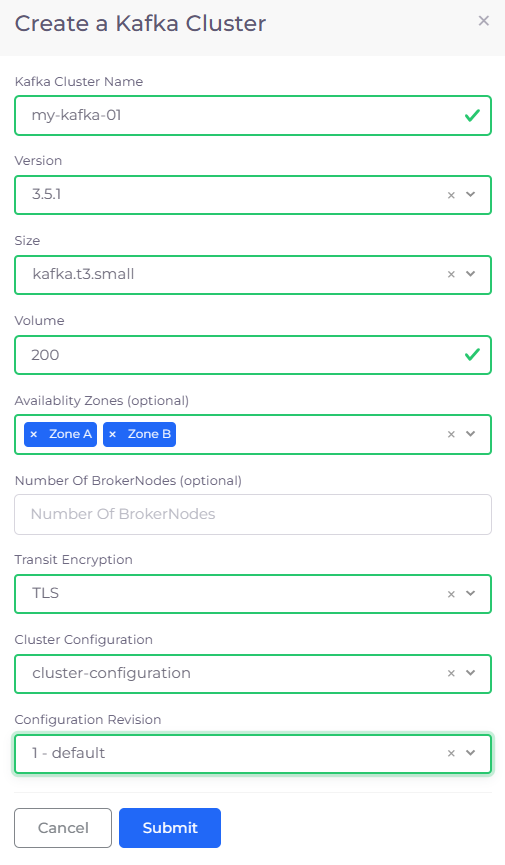 Create a Kafka Cluster
Kafka Cluster Name
my-kafka-01
Version
3.5.1
Size
kafka.t3.small
Volume
200
Availablity Zones (optional)
× Zone A × Zone B
Number Of BrokerNodes (optional)
Number Of BrokerNodes
Transit Encryption
TLS
Cluster Configuration
cluster-configuration
Configuration Revision
1 - default
Cancel Submit